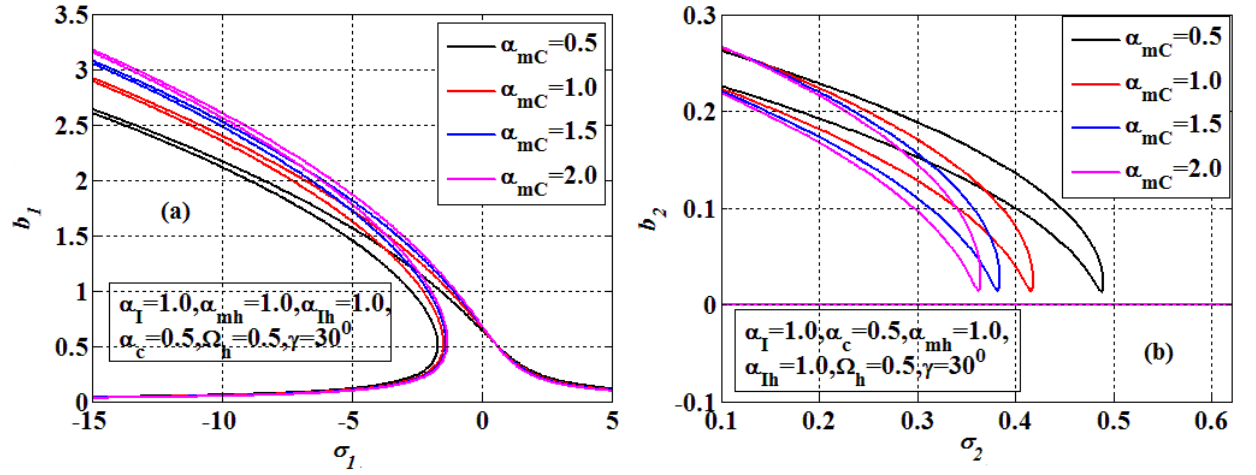 3.5
3
2.5
2
1.5
1
0.5
0
b₁
-15
-10
-5
0
5
σ₁
(a)
α_mC=0.5
α_mC=1.0
α_mC=1.5
α_mC=2.0
α_I=1.0,α_mh=1.0,α_Ih=1.0,
α_c=0.5,Ω_h=0.5,γ=30⁰
0.3
0.2
0.1
0
-0.1
b₂
0.1
0.2
0.3
0.4
0.5
0.6
σ₂
α_mC=0.5
α_mC=1.0
α_mC=1.5
α_mC=2.0
α_I=1.0,α_c=0.5,α_mh=1.0,
α_Ih=1.0,Ω_h=0.5,γ=30⁰
(b)